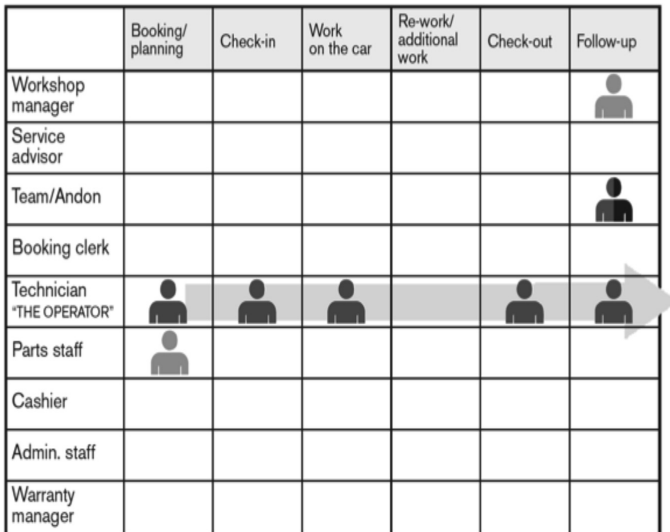 Booking/
planning
Check-in
Work
on the car
Re-work/
additional
work
Check-out
Follow-up
Workshop
manager
Service
advisor
Team/Andon
Booking clerk
Technician
“THE OPERATOR”
Parts staff
Cashier
Admin. staff
Warranty
manager